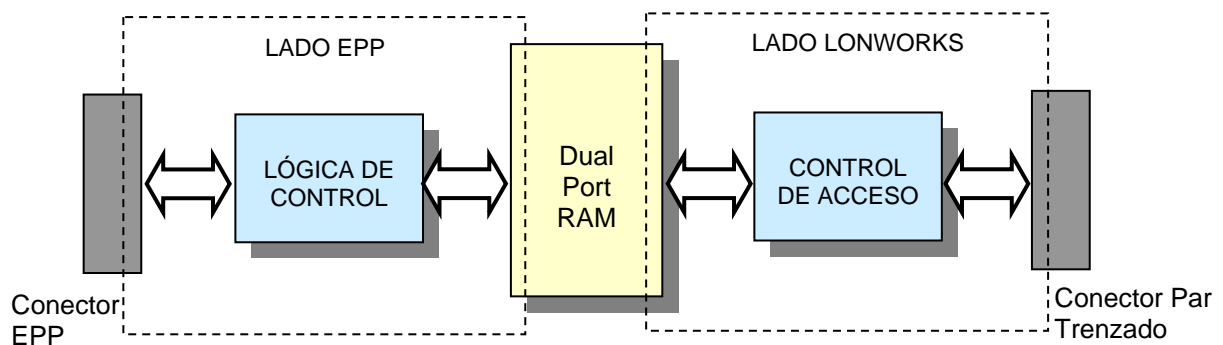 LADO EPP
LADO LONWORKS
LÓGICA DE
CONTROL
Dual
Port
RAM
CONTROL
DE ACCESO
Conector
EPP
Conector Par
Trenzado